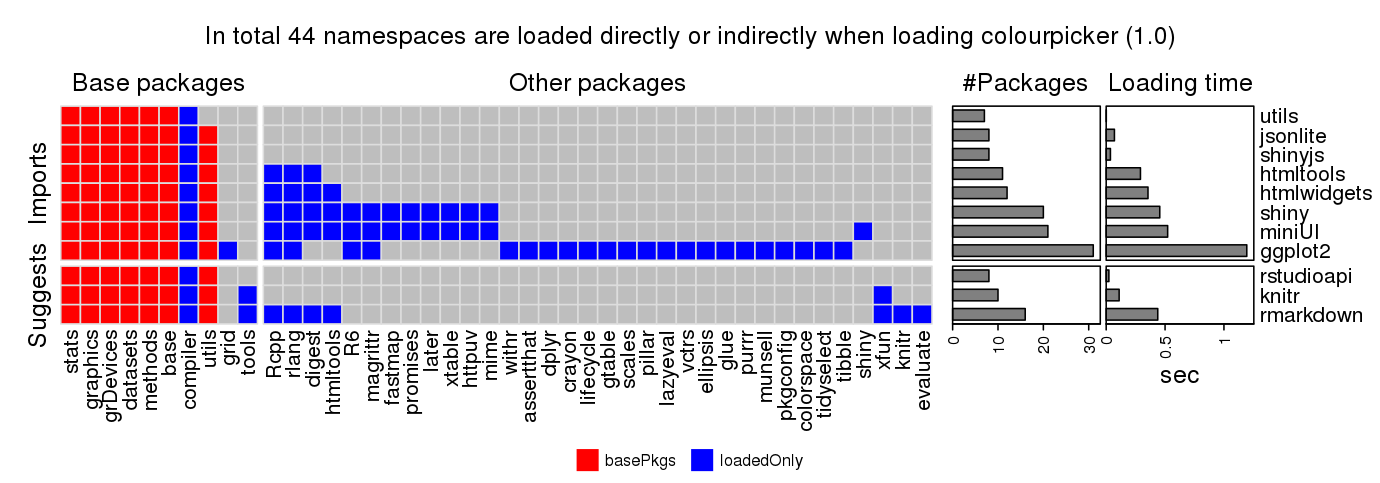 In total 44 namespaces are loaded directly or indirectly when loading colourpicker (1.0)
Base packages
Other packages
#Packages
Loading time
Imports
Suggests
utils
jsonlite
shinyjs
htmltools
htmlwidgets
shiny
miniUI
ggplot2
rstudioapi
knitr
rmarkdown
stats
graphics
grDevices
datasets
methods
base
compiler
utils
grid
tools
Rcpp
rlang
digest
htmltools
R6
magrittr
fastmap
promises
later
xtable
httpuv
mime
withr
assertthat
dplyr
crayon
lifecycle
gtable
scales
pillar
lazyeval
vctrs
ellipsis
glue
purrr
munsell
pkgconfig
colorspace
tidyselect
tibble
shiny
xfun
knitr
evaluate
0
10
20
30
0
0.5
1
sec
basePkgs
loadedOnly